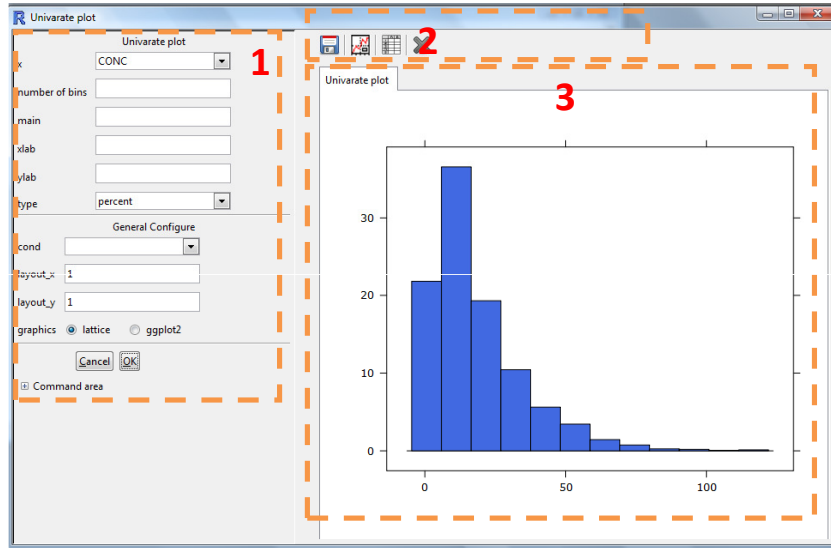 R Univarate plot
Univarate plot
x CONC
number of bins
main
xlab
ylab
type percent
General Configure
cond
layout_x 1
layout_y 1
graphics lattice ggplot2
Cancel OK
Command area
1
2
Univarate plot
3
30
20
10
0
0 50 100